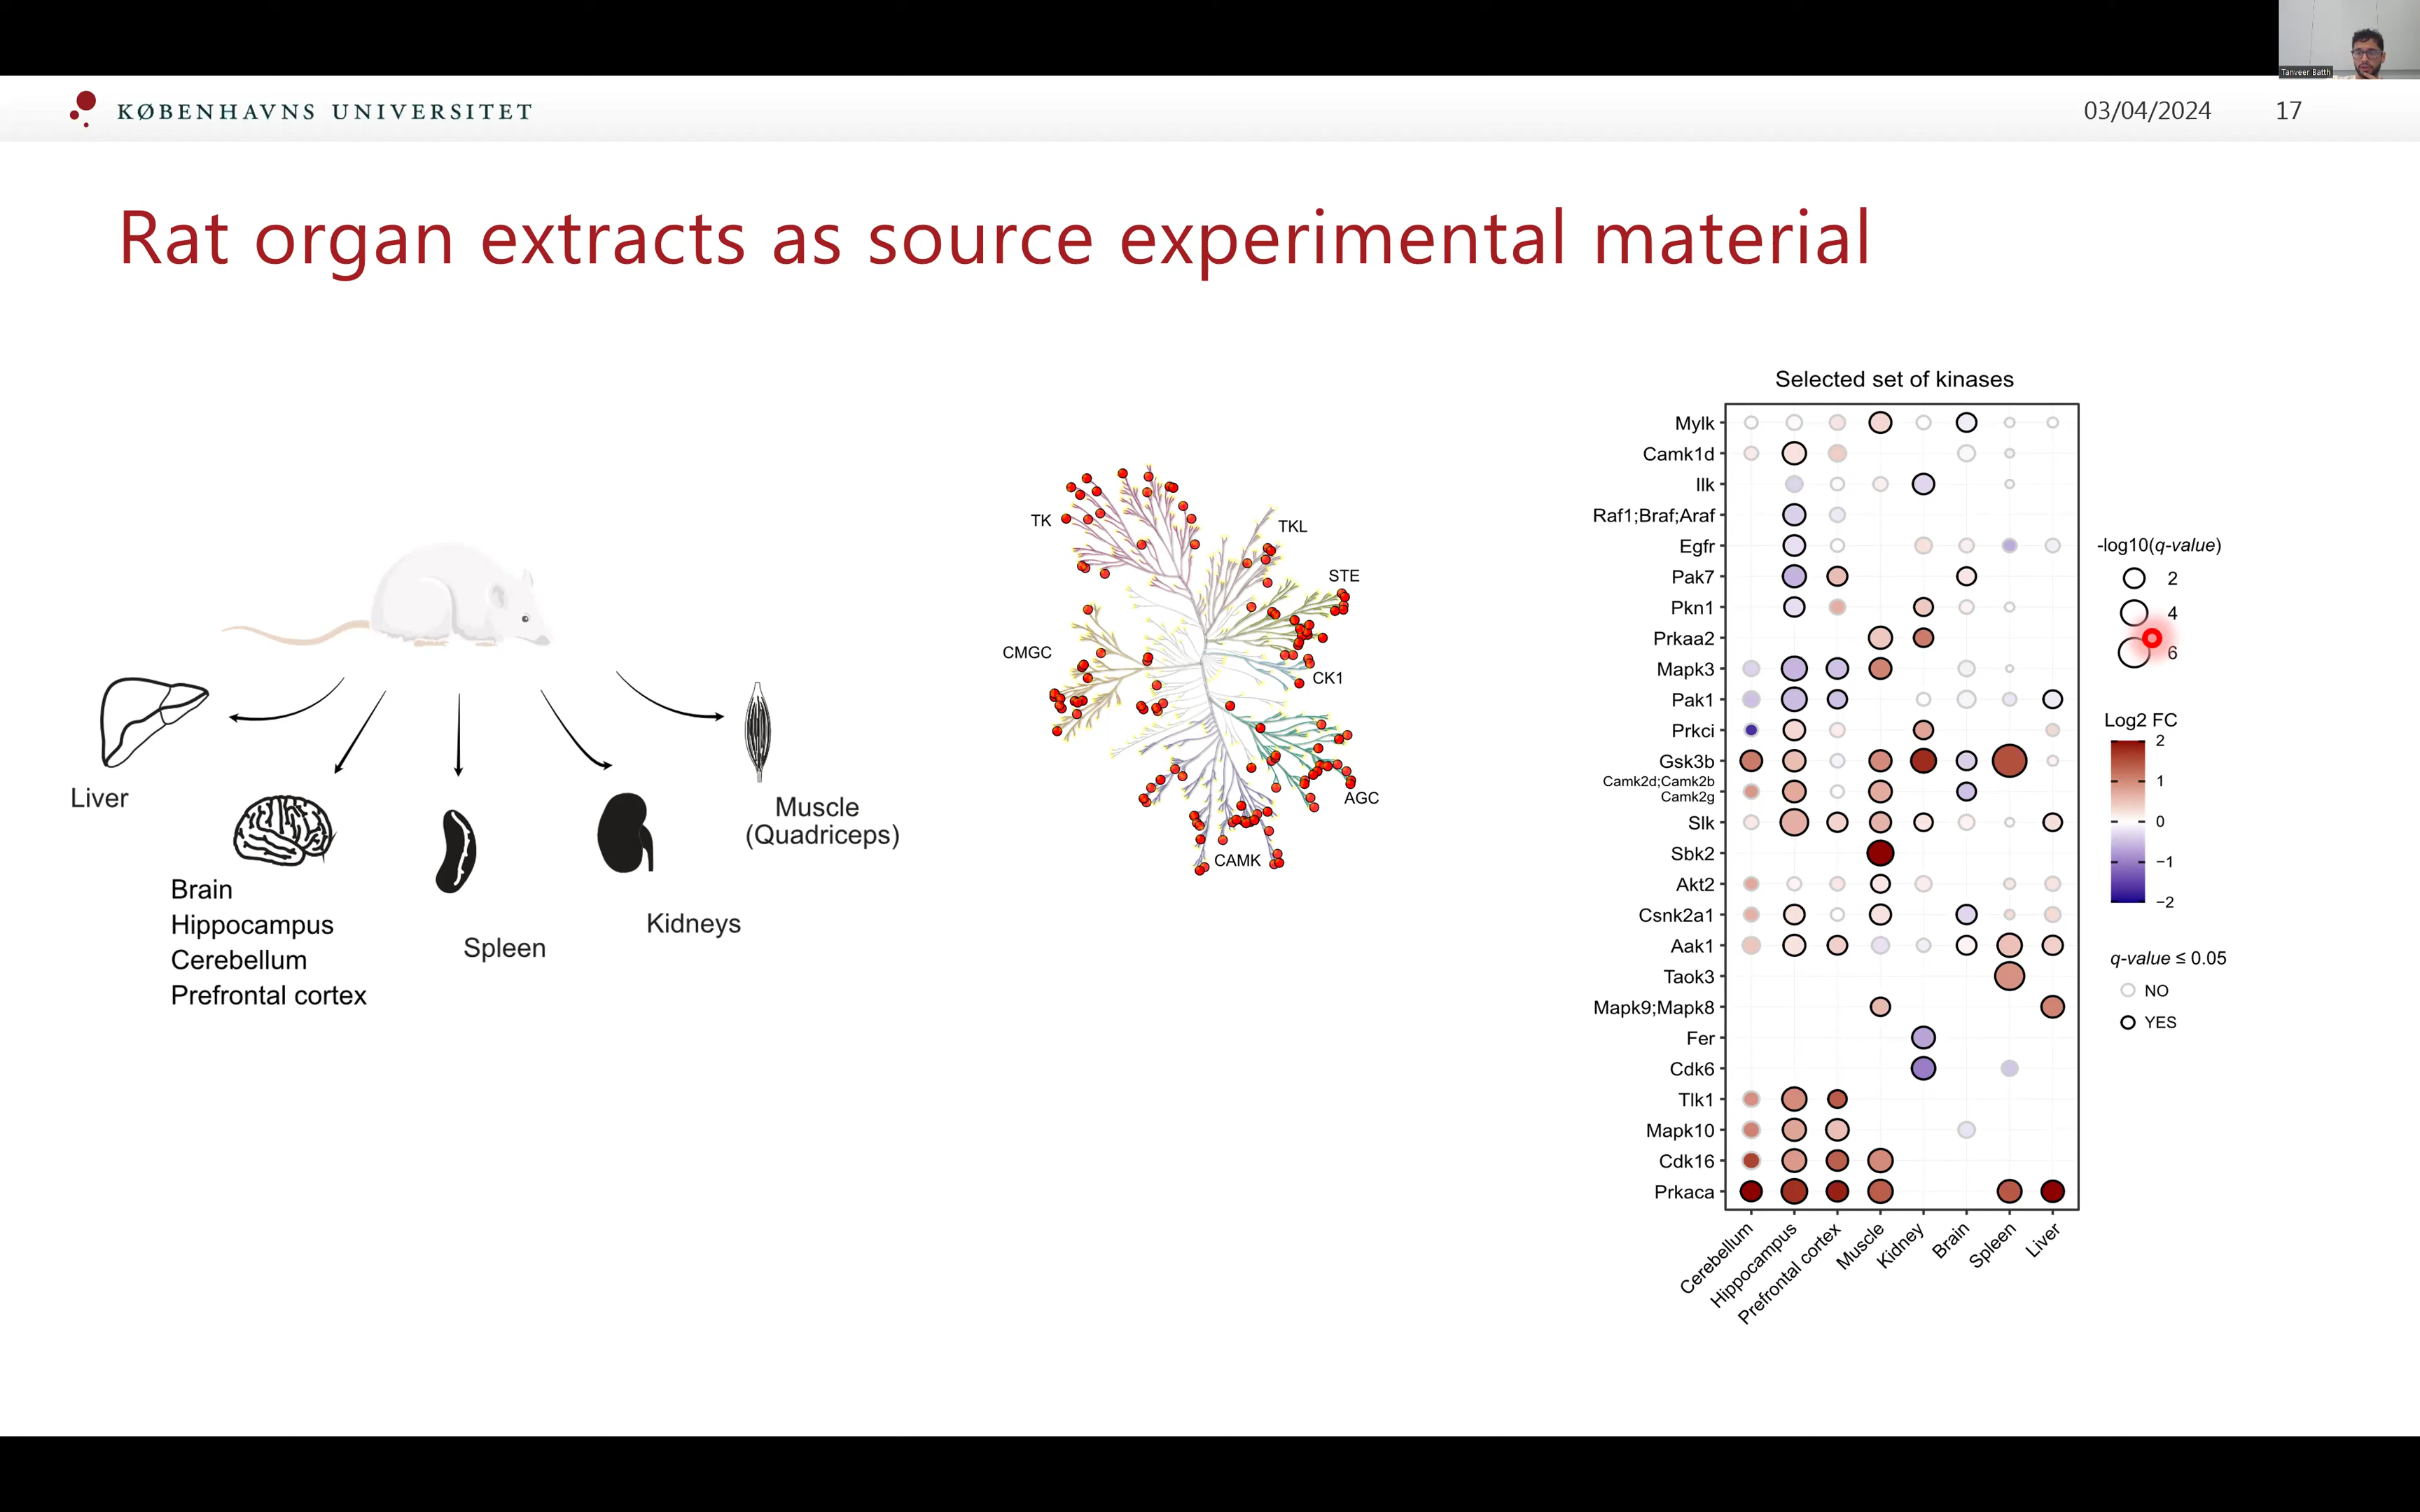 Tanveer Batth
KØBENHAVNS UNIVERSITET
03/04/2024
17
Rat organ extracts as source experimental material
Liver
Brain
Hippocampus
Cerebellum
Prefrontal cortex
Spleen
Kidneys
Muscle
(Quadriceps)
TK
TKL
STE
CMGC
CK1
AGC
CAMK
Selected set of kinases
Mylk
Camk1d
Ilk
Raf1;Braf;Araf
Egfr
Pak7
Pkn1
Prkaa2
Mapk3
Pak1
Prkci
Gsk3b
Camk2d;Camk2b
Camk2g
Slk
Sbk2
Akt2
Csnk2a1
Aak1
Taok3
Mapk9;Mapk8
Fer
Cdk6
Tlk1
Mapk10
Cdk16
Prkaca
Cerebellum
Hippocampus
Prefrontal cortex
Muscle
Kidney
Brain
Spleen
Liver
-log10(q-value)
2
4
6
Log2 FC
2
1
0
−1
−2
q-value ≤ 0.05
NO
YES